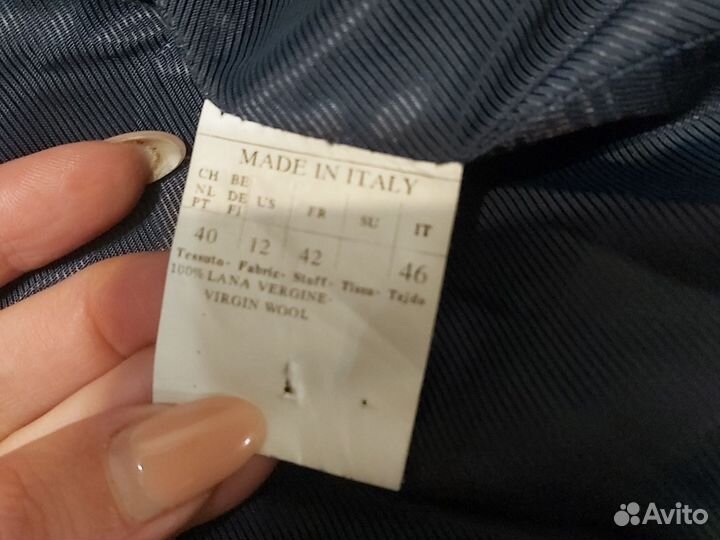 MADE IN ITALY
CH BE
NL DE US FR SU IT
PT FI
40 12 42 46
Tessuto- Fabric- Stoff- Tissu- Tejdo
100% LANA VERGINE-
VIRGIN WOOL
1
Avito